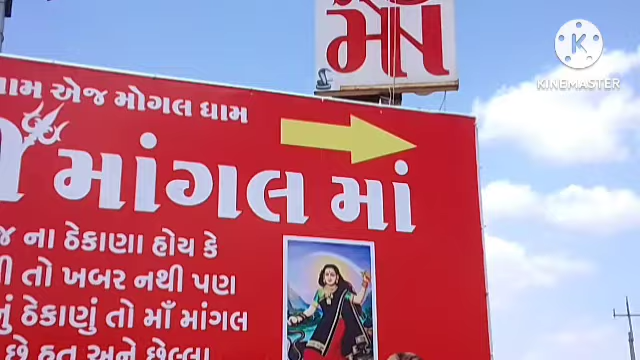 માં
KINEMASTER
ામ એજ મોગલ ધામ
માંગલ માં
જ ના ઠેકાણા હોય કે
તો ખબર નથી પણ
ઠેકાણું તો માઁ માંગલ
છે હત અને છેલ્લા